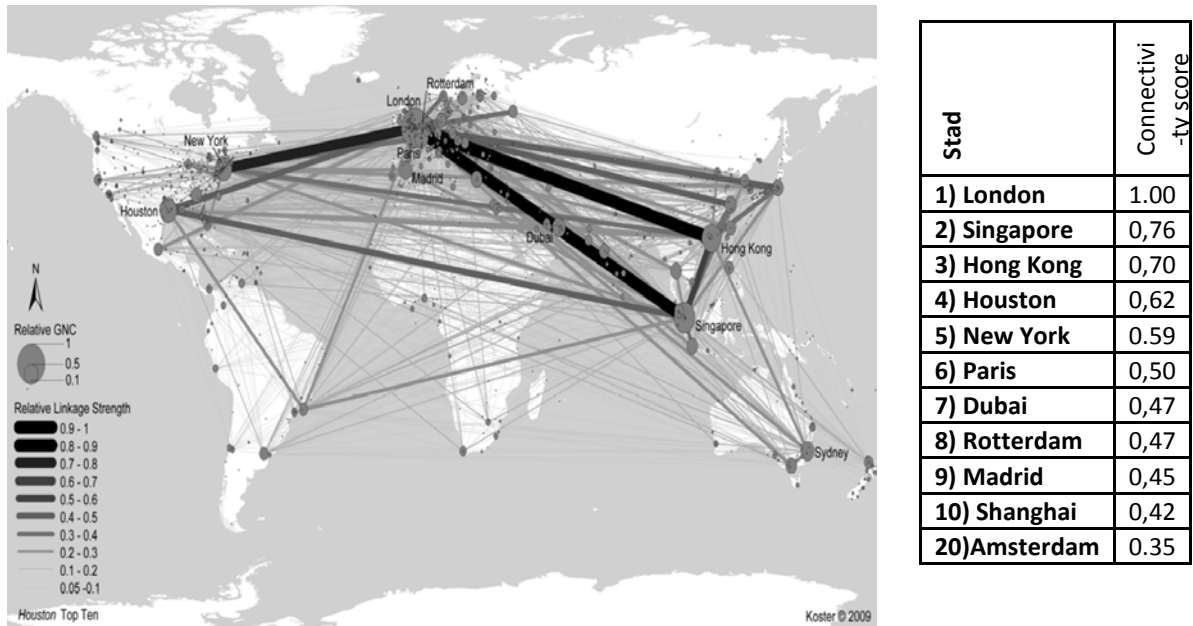 Rotterdam
London
New York
Paris
Madrid
Houston
Dubai
Hong Kong
Singapore
Sydney
N
Relative GNC
1
0.5
0.1
Relative Linkage Strength
0.9 - 1
0.8 - 0.9
0.7 - 0.8
0.6 - 0.7
0.5 - 0.6
0.4 - 0.5
0.3 - 0.4
0.2 - 0.3
0.1 - 0.2
0.05 -0.1
Houston Top Ten
Koster © 2009
Stad
Connectivi
-ty score
1) London 1.00
2) Singapore 0,76
3) Hong Kong 0,70
4) Houston 0,62
5) New York 0.59
6) Paris 0,50
7) Dubai 0,47
8) Rotterdam 0,47
9) Madrid 0,45
10) Shanghai 0,42
20)Amsterdam 0.35